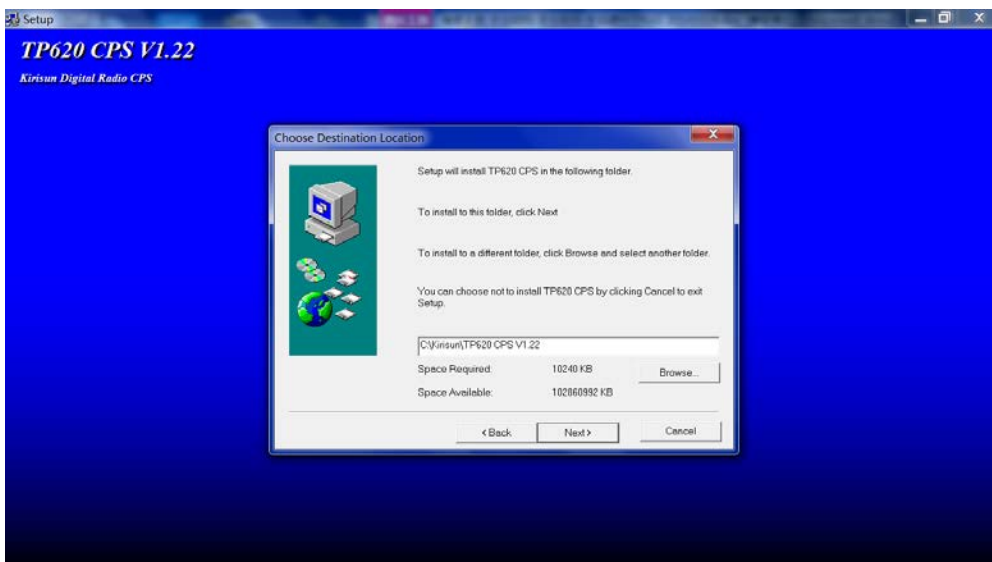 Setup
TP620 CPS V1.22
Kirisun Digital Radio CPS
Choose Destination Location
Setup will install TP620 CPS in the following folder.
To install to this folder, click Next
To install to a different folder, click Browse and select another folder.
You can choose not to install TP620 CPS by clicking Cancel to exit
Setup.
C:\Kirisun\TP620 CPS V1.22
Space Required: 10240 KB
Browse...
Space Available: 102860992 KB
< Back Next > Cancel